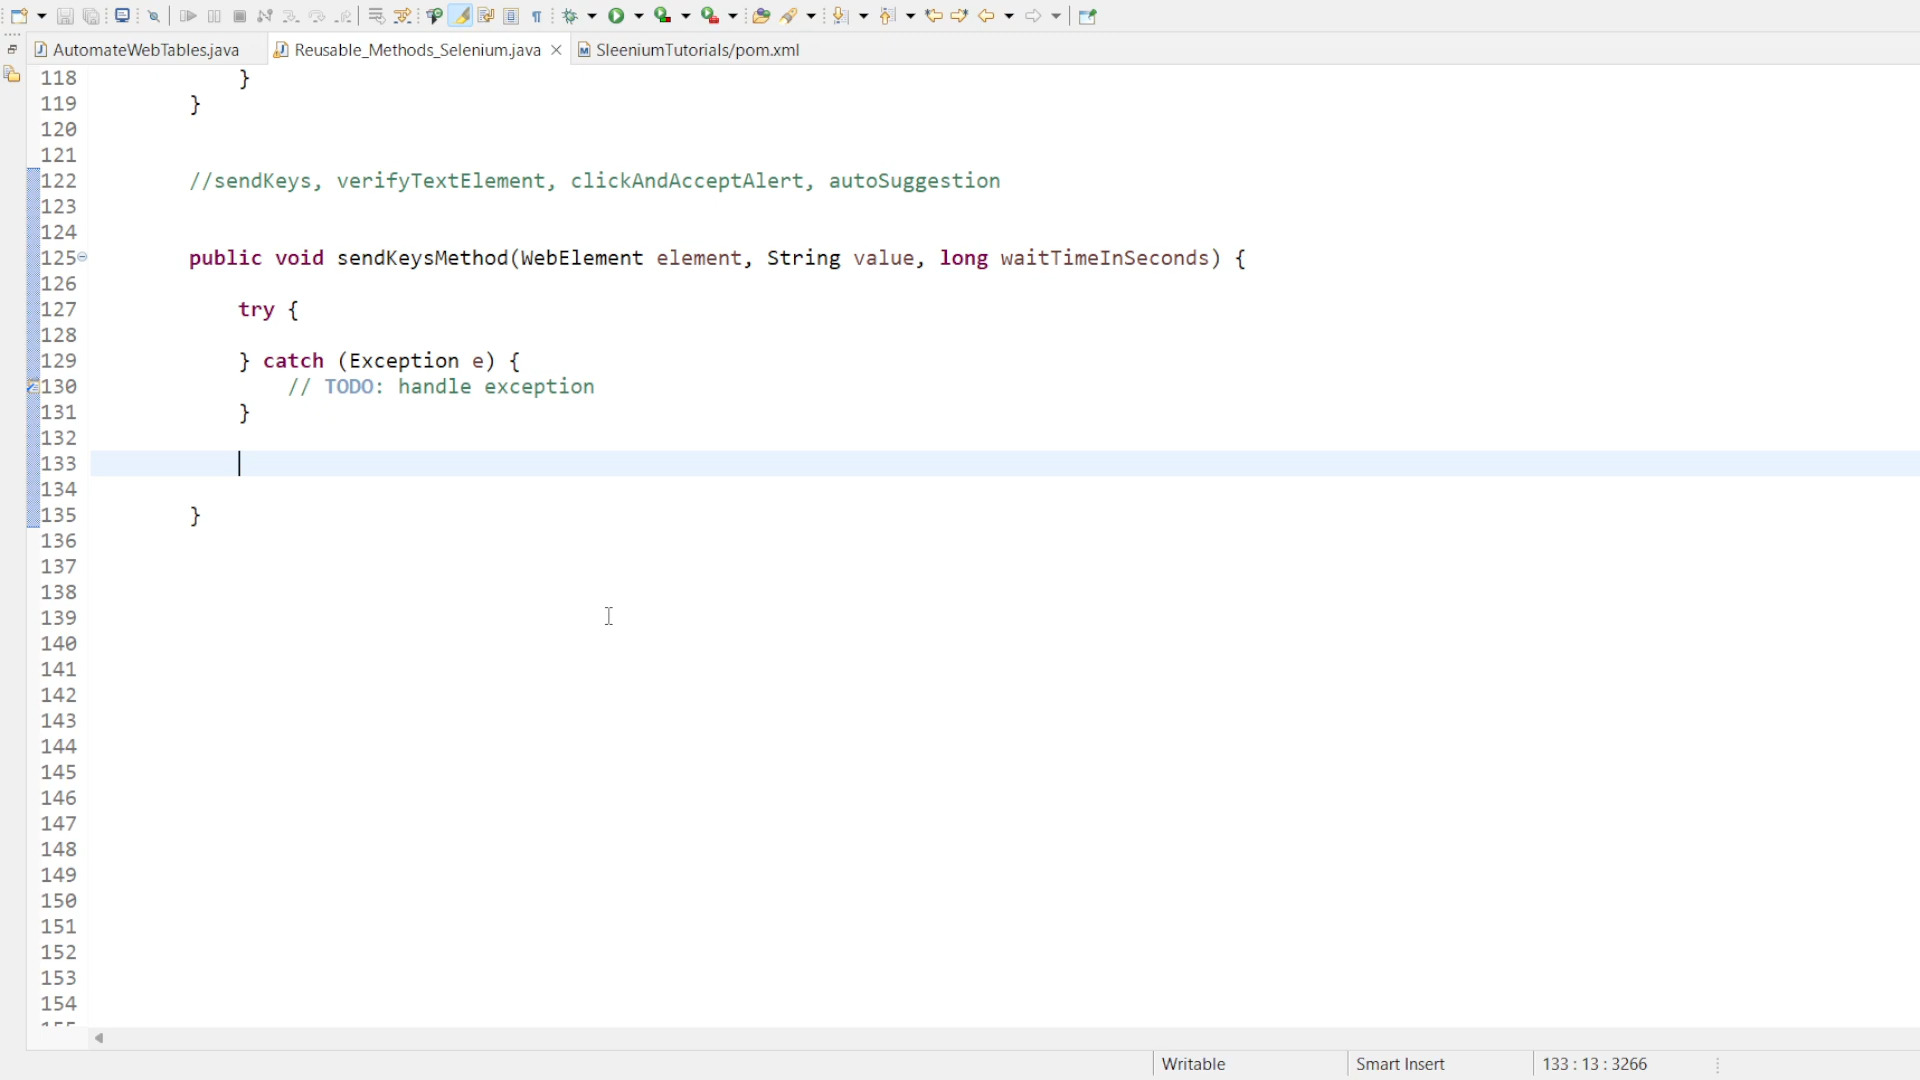 AutomateWebTables.java
Reusable_Methods_Selenium.java
SleeniumTutorials/pom.xml
118 }
119 }
120
121
122 //sendKeys, verifyTextElement, clickAndAcceptAlert, autoSuggestion
123
124
125 public void sendKeysMethod(WebElement element, String value, long waitTimeInSeconds) {
126
127 try {
128
129 } catch (Exception e) {
130 // TODO: handle exception
131 }
132
133
134
135 }
136
137
138
139
140
141
142
143
144
145
146
147
148
149
150
151
152
153
154
Writable
Smart Insert
133 : 13 : 3266